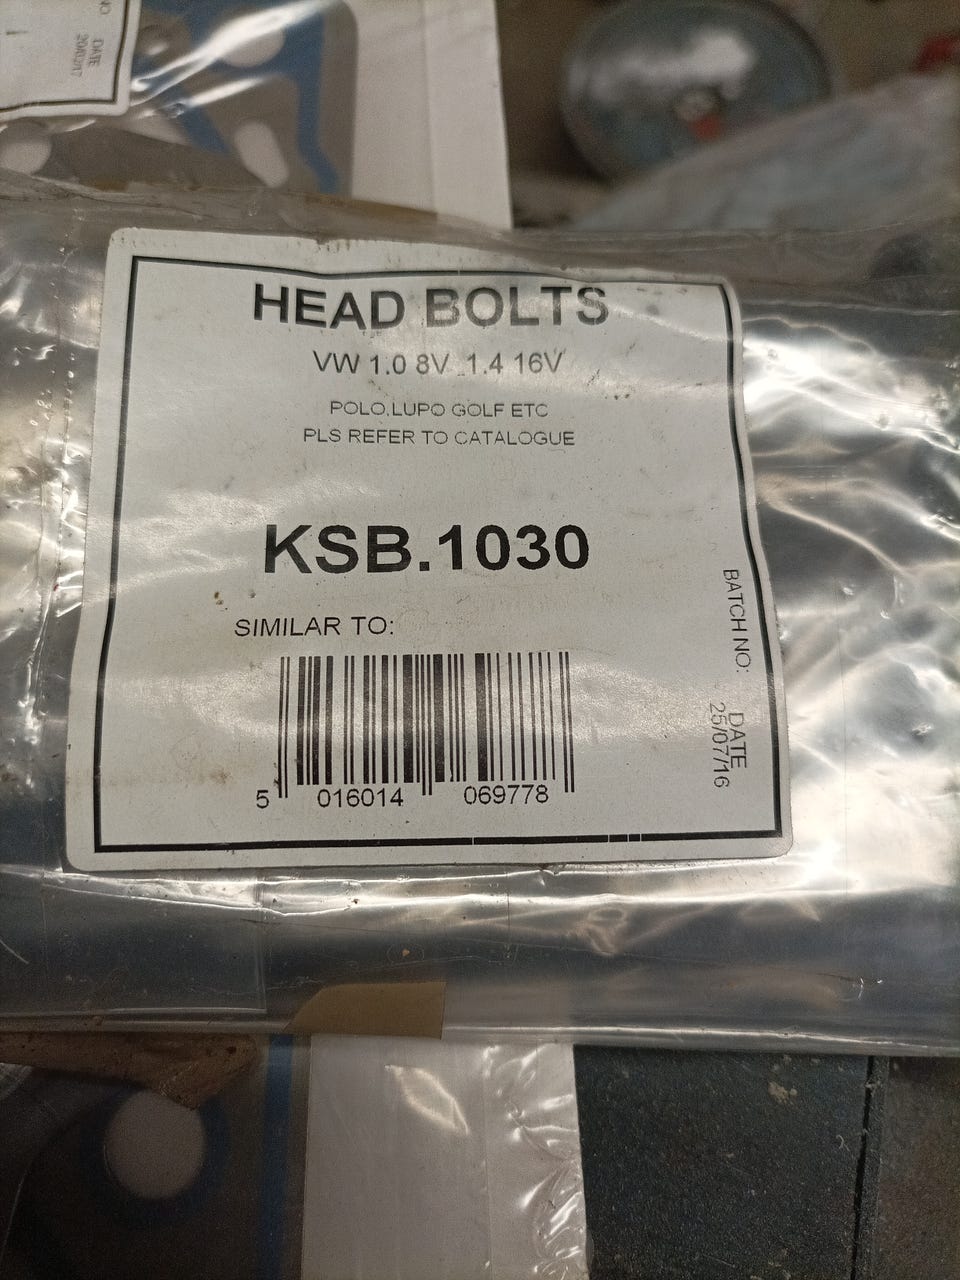 NO
DATE
HEAD BOLTS
VW 1.0 8V 1.4 16V
POLO,LUPO GOLF ETC
PLS REFER TO CATALOGUE
KSB.1030
SIMILAR TO:
5 016014 069778
BATCH NO:
DATE
25/07/16